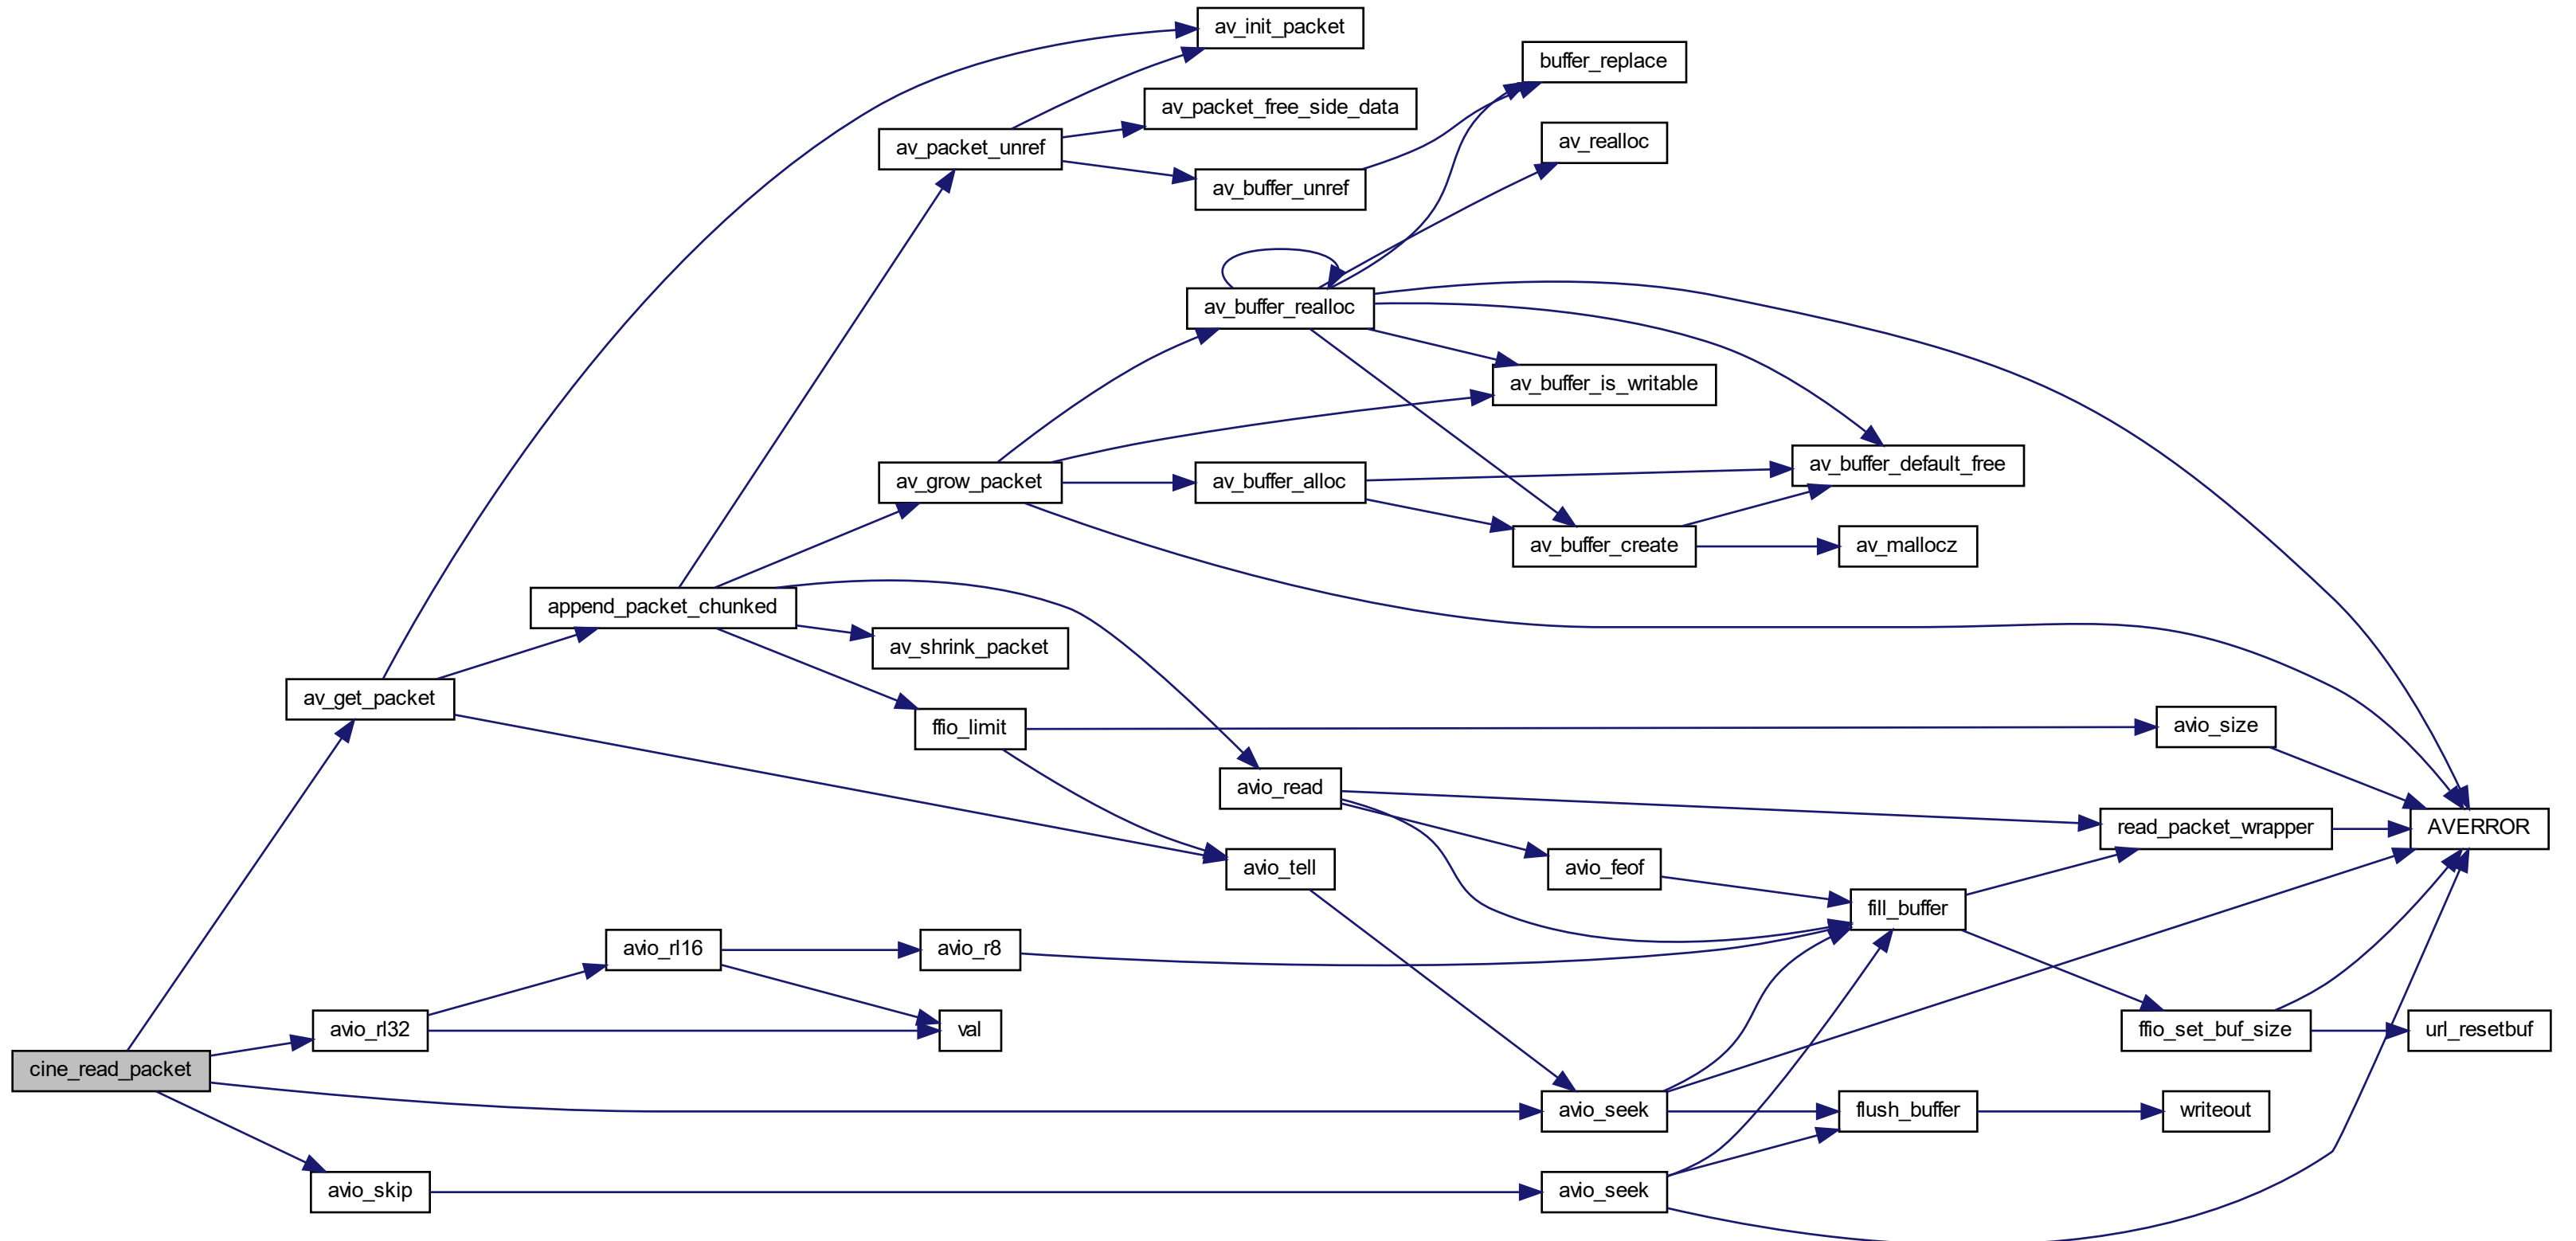 av_init_packet
buffer_replace
av_packet_free_side_data
av_realloc
av_packet_unref
av_buffer_unref
av_buffer_realloc
av_buffer_is_writable
av_buffer_default_free
av_grow_packet
av_buffer_alloc
av_buffer_create
av_mallocz
append_packet_chunked
av_shrink_packet
av_get_packet
ffio_limit
avio_size
avio_read
read_packet_wrapper
AVERROR
avio_tell
avio_feof
fill_buffer
avio_rl16
avio_r8
avio_rl32
val
ffio_set_buf_size
url_resetbuf
cine_read_packet
avio_seek
flush_buffer
writeout
avio_skip
avio_seek